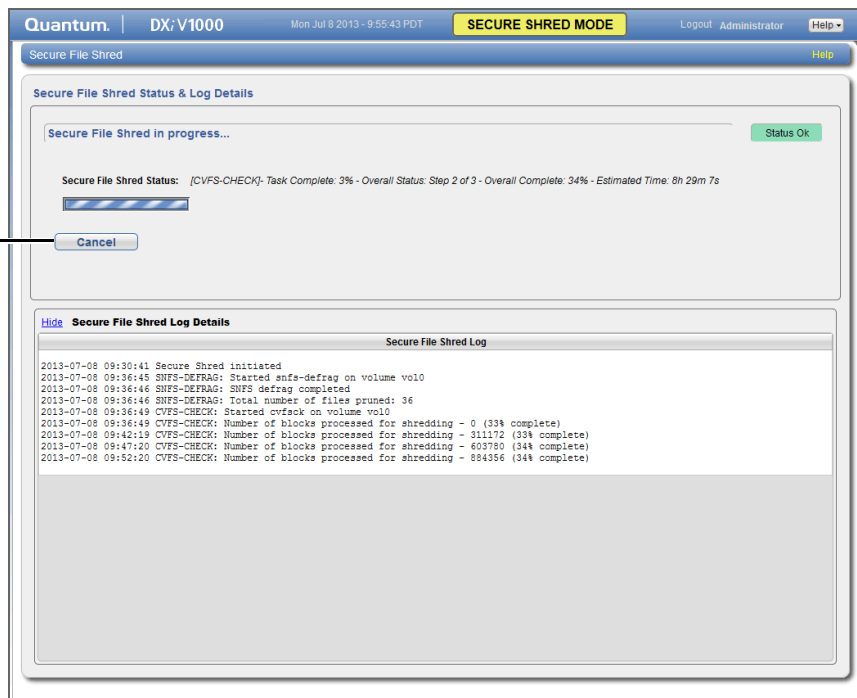 Quantum. | DXi V1000 Mon Jul 8 2013 - 9:55:43 PDT SECURE SHRED MODE Logout Administrator Help
Secure File Shred Help
Secure File Shred Status & Log Details
Secure File Shred in progress... Status Ok
Secure File Shred Status: [CVFS-CHECK]- Task Complete: 3% - Overall Status: Step 2 of 3 - Overall Complete: 34% - Estimated Time: 8h 29m 7s
Cancel
Hide Secure File Shred Log Details
Secure File Shred Log
2013-07-08 09:30:41 Secure Shred initiated
2013-07-08 09:36:45 SNFS-DEFRAG: Started snfs-defrag on volume vol0
2013-07-08 09:36:46 SNFS-DEFRAG: SNFS defrag completed
2013-07-08 09:36:46 SNFS-DEFRAG: Total number of files pruned: 36
2013-07-08 09:36:49 CVFS-CHECK: Started cvfsck on volume vol0
2013-07-08 09:36:49 CVFS-CHECK: Number of blocks processed for shredding - 0 (33% complete)
2013-07-08 09:42:19 CVFS-CHECK: Number of blocks processed for shredding - 311172 (33% complete)
2013-07-08 09:47:20 CVFS-CHECK: Number of blocks processed for shredding - 603780 (34% complete)
2013-07-08 09:52:20 CVFS-CHECK: Number of blocks processed for shredding - 884356 (34% complete)